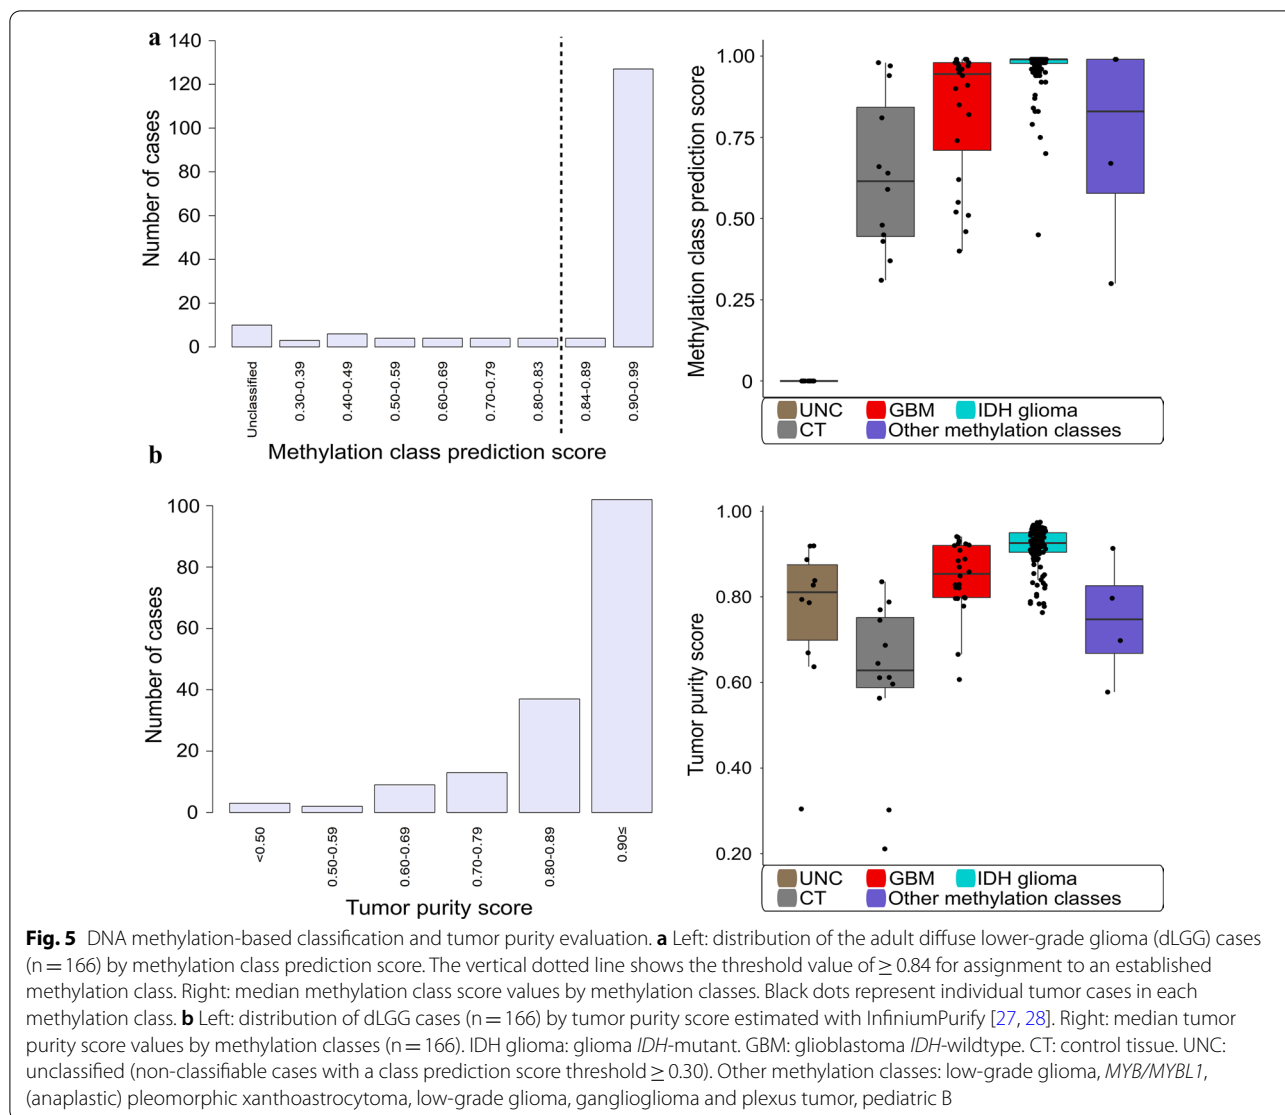 a
140
120
100
80
60
40
20
0
Number of cases
Unclassified
0.30-0.39
0.40-0.49
0.50-0.59
0.60-0.69
0.70-0.79
0.80-0.83
0.84-0.89
0.90-0.99
Methylation class prediction score
1.00
0.75
0.50
0.25
0
Methylation class prediction score
UNC GBM IDH glioma
CT Other methylation classes
b
100
80
60
40
20
0
Number of cases
<0.50
0.50-0.59
0.60-0.69
0.70-0.79
0.80-0.89
0.90≤
Tumor purity score
1.00
0.80
0.60
0.40
0.20
Tumor purity score
UNC GBM IDH glioma
CT Other methylation classes
Fig. 5 DNA methylation-based classification and tumor purity evaluation. a Left: distribution of the adult diffuse lower-grade glioma (dLGG) cases
(n = 166) by methylation class prediction score. The vertical dotted line shows the threshold value of ≥ 0.84 for assignment to an established
methylation class. Right: median methylation class score values by methylation classes. Black dots represent individual tumor cases in each
methylation class. b Left: distribution of dLGG cases (n = 166) by tumor purity score estimated with InfiniumPurify [27, 28]. Right: median tumor
purity score values by methylation classes (n = 166). IDH glioma: glioma IDH-mutant. GBM: glioblastoma IDH-wildtype. CT: control tissue. UNC:
unclassified (non-classifiable cases with a class prediction score threshold ≥ 0.30). Other methylation classes: low-grade glioma, MYB/MYBL1,
(anaplastic) pleomorphic xanthoastrocytoma, low-grade glioma, ganglioglioma and plexus tumor, pediatric B